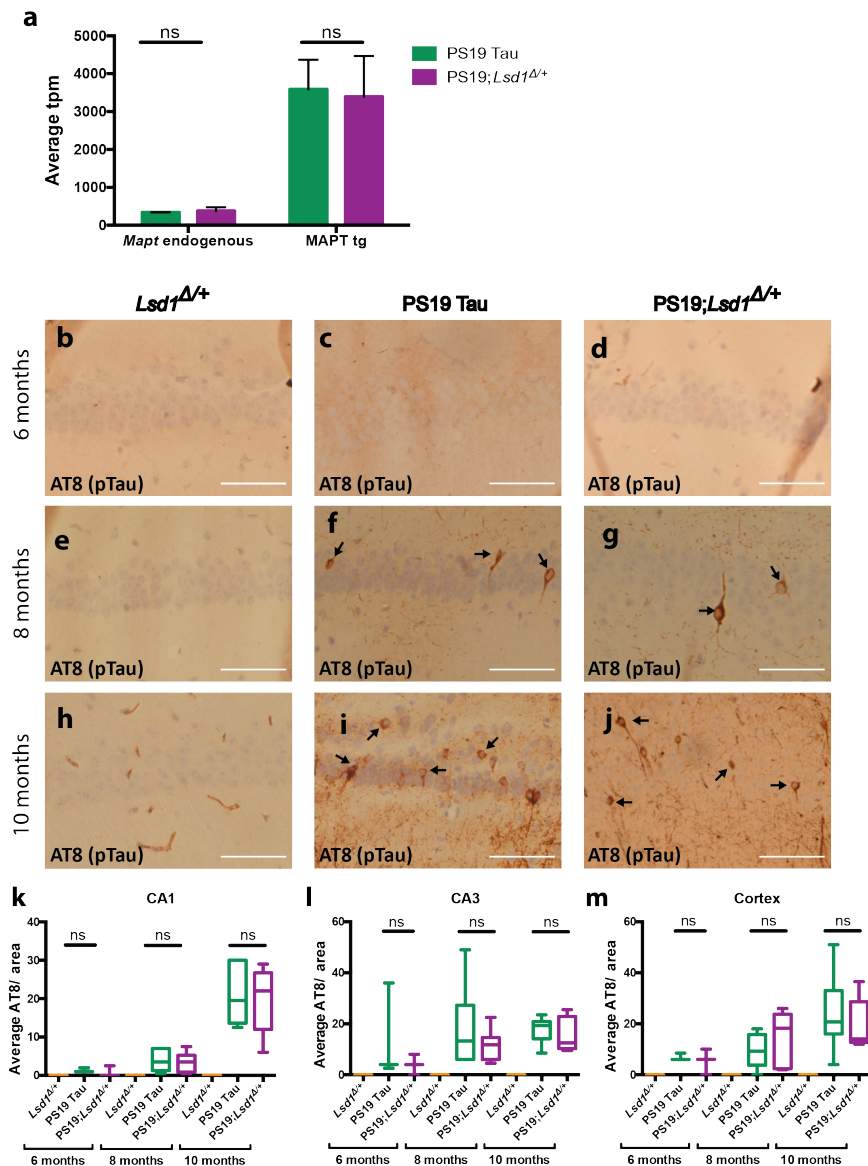 a
ns
ns
5000
4000
3000
2000
1000
0
Average tpm
Mapt endogenous
MAPT tg
PS19 Tau
PS19;Lsd1Δ/+
Lsd1Δ/+
PS19 Tau
PS19;Lsd1Δ/+
6 months
b
AT8 (pTau)
c
AT8 (pTau)
d
AT8 (pTau)
8 months
e
AT8 (pTau)
f
AT8 (pTau)
g
AT8 (pTau)
10 months
h
AT8 (pTau)
i
AT8 (pTau)
j
AT8 (pTau)
k
CA1
Average AT8/ area
40
30
20
10
0
ns
ns
ns
Lsd1Δ/+
PS19 Tau
PS19;Lsd1Δ/+
Lsd1Δ/+
PS19 Tau
PS19;Lsd1Δ/+
Lsd1Δ/+
PS19 Tau
PS19;Lsd1Δ/+
6 months
8 months
10 months
l
CA3
Average AT8/ area
60
40
20
0
ns
ns
ns
Lsd1Δ/+
PS19 Tau
PS19;Lsd1Δ/+
Lsd1Δ/+
PS19 Tau
PS19;Lsd1Δ/+
Lsd1Δ/+
PS19 Tau
PS19;Lsd1Δ/+
6 months
8 months
10 months
m
Cortex
Average AT8/ area
60
40
20
0
ns
ns
ns
Lsd1Δ/+
PS19 Tau
PS19;Lsd1Δ/+
Lsd1Δ/+
PS19 Tau
PS19;Lsd1Δ/+
Lsd1Δ/+
PS19 Tau
PS19;Lsd1Δ/+
6 months
8 months
10 months